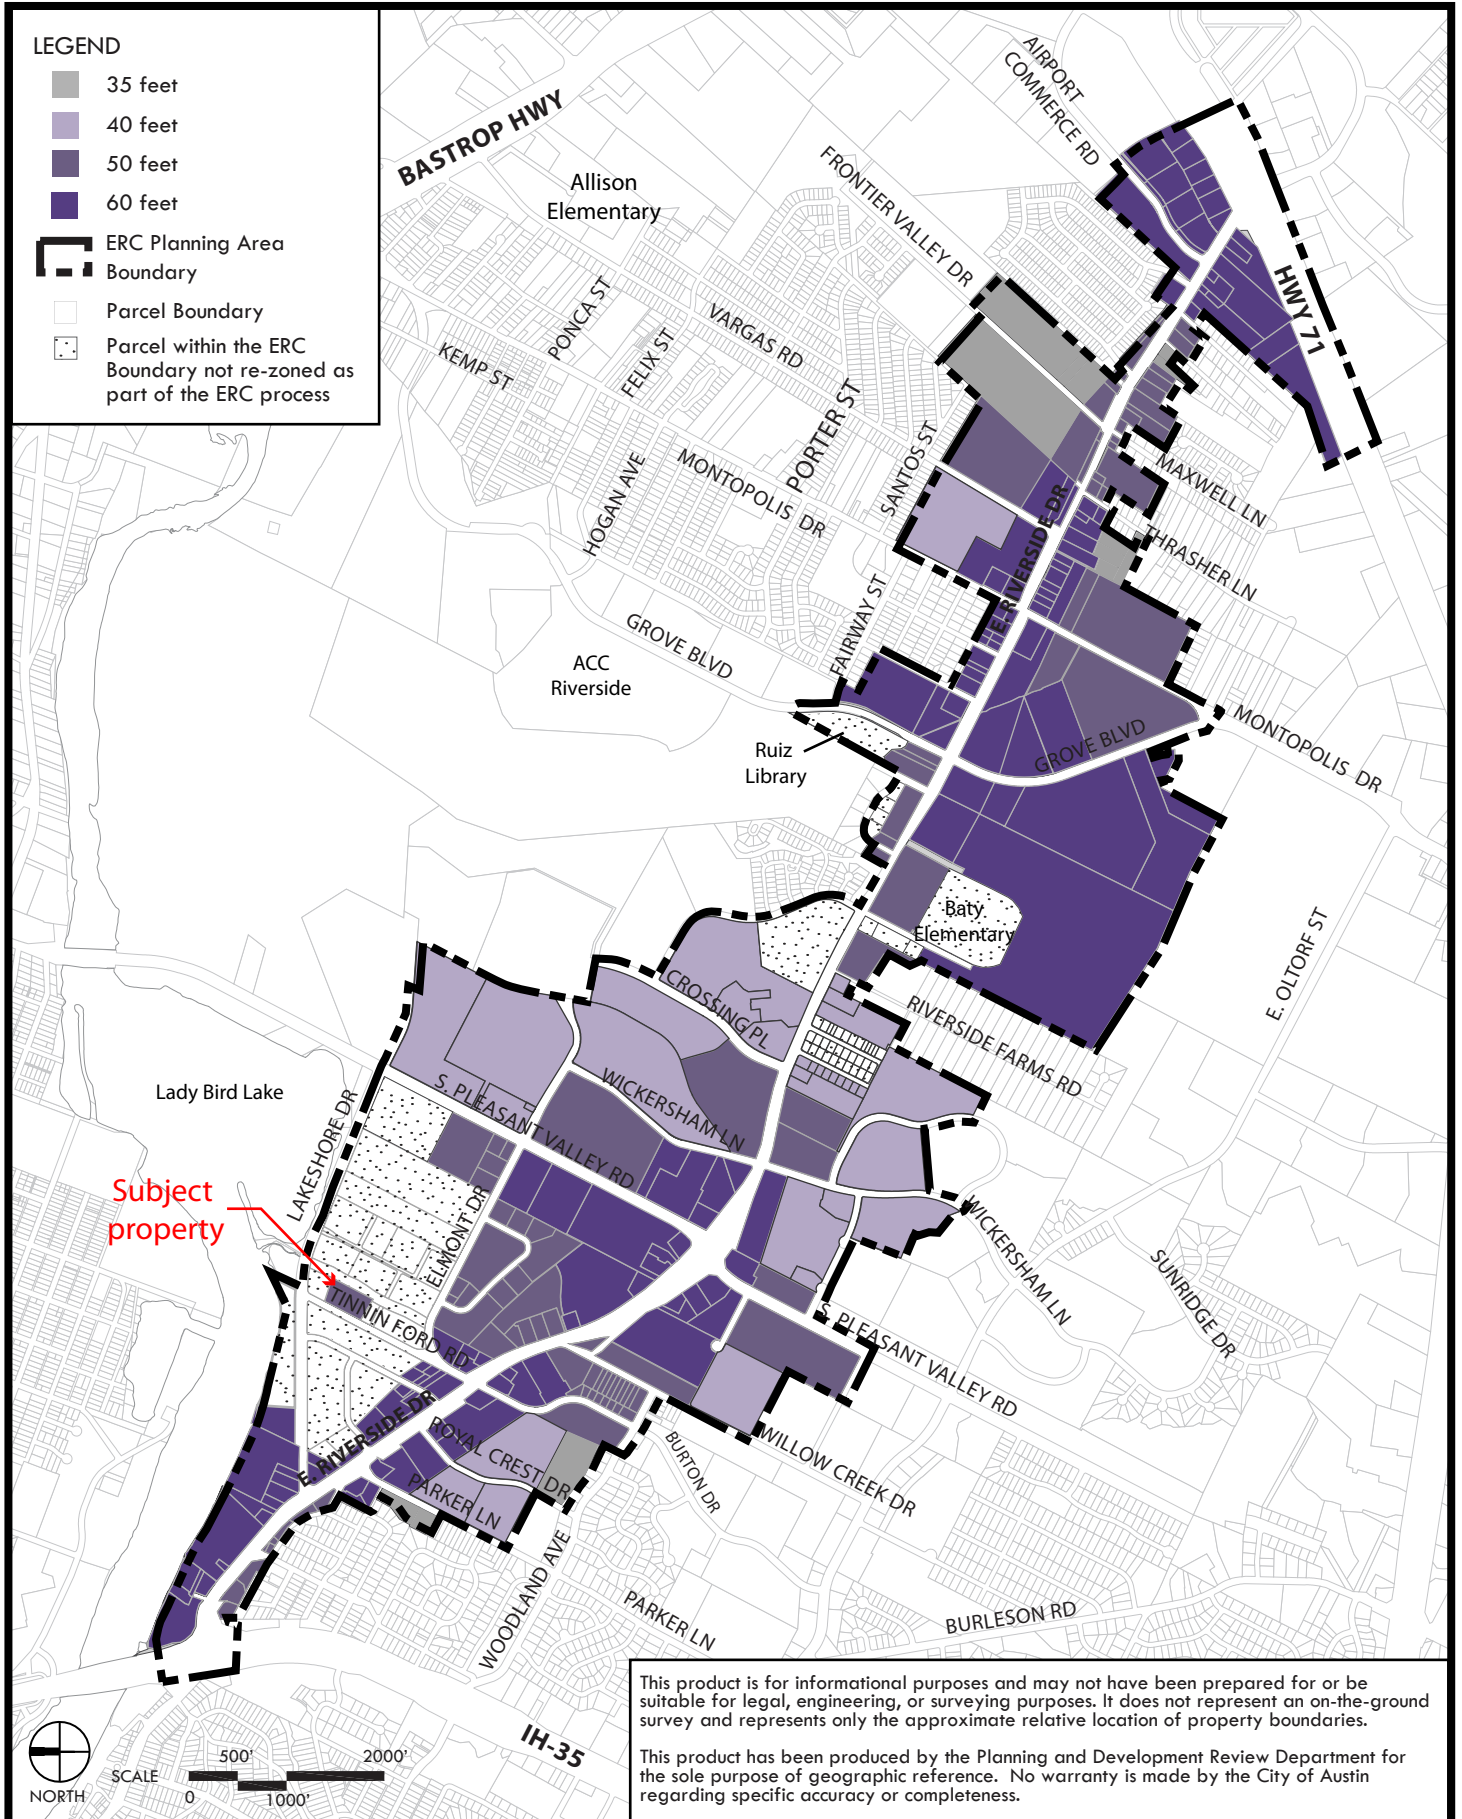 LEGEND
35 feet
40 feet
50 feet
60 feet
ERC Planning Area
Boundary
Parcel Boundary
Parcel within the ERC
Boundary not re-zoned as
part of the ERC process
BASTROP HWY
AIRPORT
COMMERCE RD
Allison
Elementary
FRONTIER VALLEY DR
HWY 71
PONCA ST
VARGAS RD
FELIX ST
KEMP ST
PORTER ST
SANTOS ST
MONTOPOLIS DR
HOGAN AVE
MAXWELL LN
E. RIVERSIDE DR
THRASHER LN
FAIRWAY ST
GROVE BLVD
ACC
Riverside
MONTOPOLIS DR
GROVE BLVD
Ruiz
Library
Baty
Elementary
E. OLTORF ST
CROSSING PL
RIVERSIDE FARMS RD
Lady Bird Lake
LAKESHORE DR
S. PLEASANT VALLEY RD
WICKERSHAM LN
Subject
property
ELMONT DR
WICKERSHAM LN
SUNRIDGE DR
TINNIN FORD RD
S. PLEASANT VALLEY RD
E. RIVERSIDE DR
ROYAL CREST DR
PARKER LN
BURTON DR
WILLOW CREEK DR
WOODLAND AVE
PARKER LN
BURLESON RD
IH-35
NORTH
SCALE
500'
2000'
0
1000'
This product is for informational purposes and may not have been prepared for or be
suitable for legal, engineering, or surveying purposes. It does not represent an on-the-ground
survey and represents only the approximate relative location of property boundaries.
This product has been produced by the Planning and Development Review Department for
the sole purpose of geographic reference. No warranty is made by the City of Austin
regarding specific accuracy or completeness.